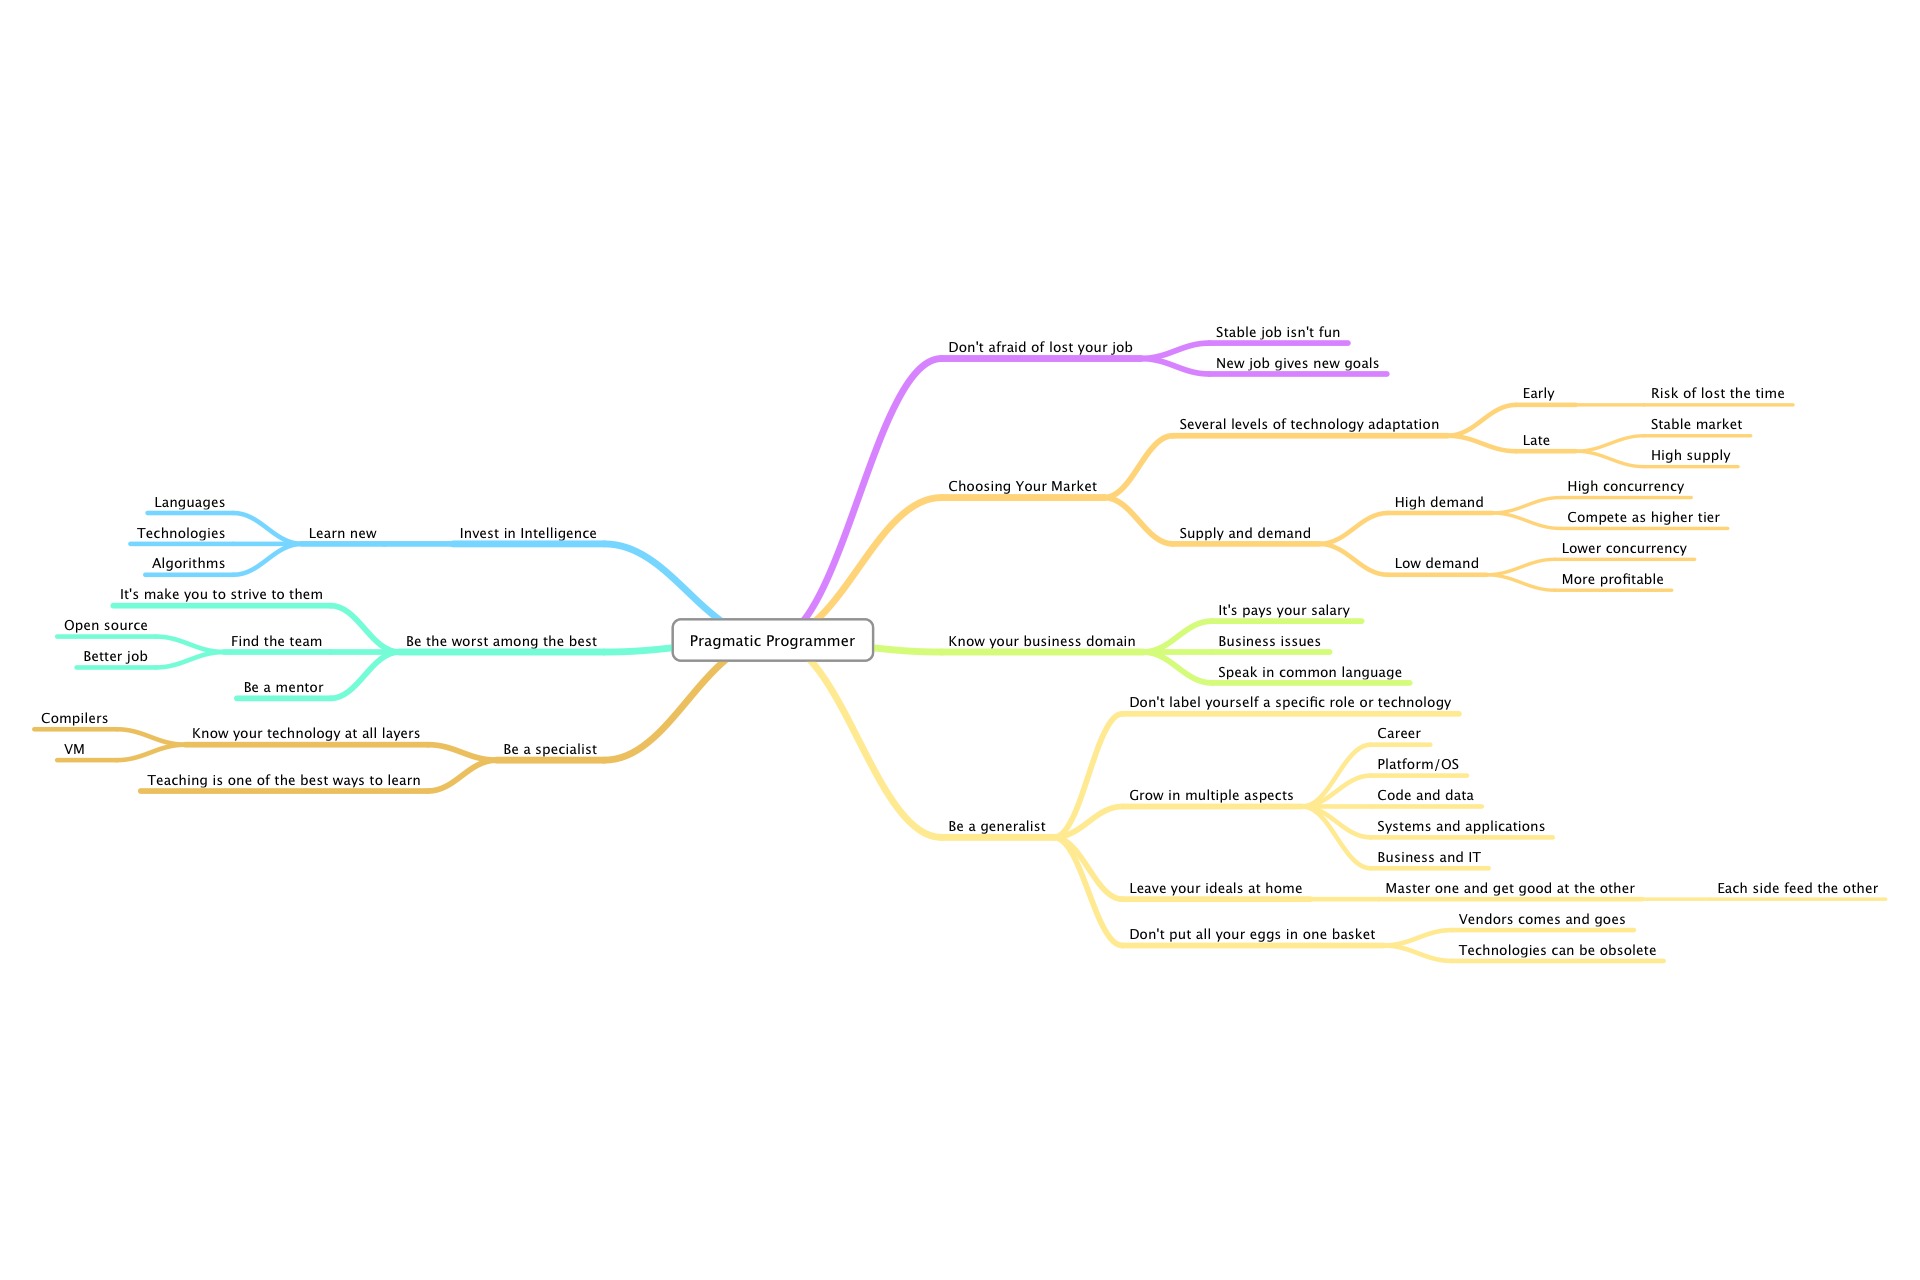 Pragmatic Programmer
Don't afraid of lost your job
Stable job isn't fun
New job gives new goals
Choosing Your Market
Several levels of technology adaptation
Early
Risk of lost the time
Late
Stable market
High supply
Supply and demand
High demand
High concurrency
Compete as higher tier
Low demand
Lower concurrency
More profitable
Know your business domain
It's pays your salary
Business issues
Speak in common language
Be a generalist
Don't label yourself a specific role or technology
Grow in multiple aspects
Career
Platform/OS
Code and data
Systems and applications
Business and IT
Leave your ideals at home
Master one and get good at the other
Each side feed the other
Don't put all your eggs in one basket
Vendors comes and goes
Technologies can be obsolete
Invest in Intelligence
Learn new
Languages
Technologies
Algorithms
Be the worst among the best
It's make you to strive to them
Find the team
Open source
Better job
Be a mentor
Be a specialist
Know your technology at all layers
Compilers
VM
Teaching is one of the best ways to learn